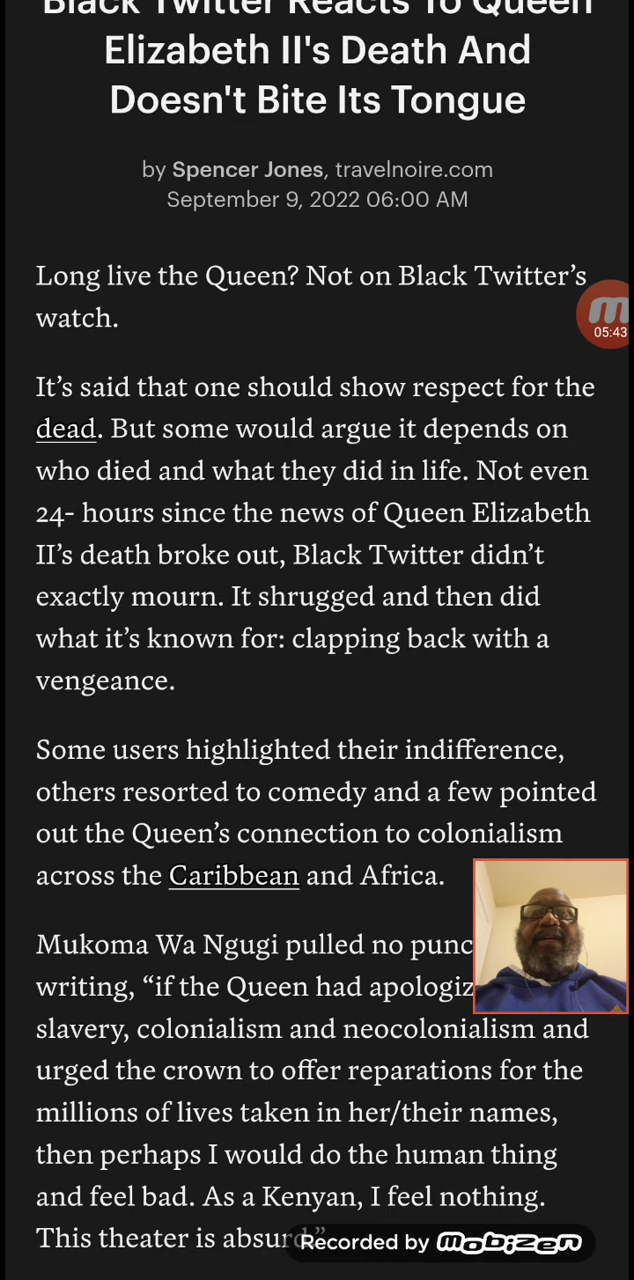 Black Twitter Reacts To Queen
Elizabeth II's Death And
Doesn't Bite Its Tongue
by Spencer Jones, travelnoire.com
September 9, 2022 06:00 AM
Long live the Queen? Not on Black Twitter’s
watch.
05:43
It’s said that one should show respect for the
dead. But some would argue it depends on
who died and what they did in life. Not even
24- hours since the news of Queen Elizabeth
II’s death broke out, Black Twitter didn’t
exactly mourn. It shrugged and then did
what it’s known for: clapping back with a
vengeance.
Some users highlighted their indifference,
others resorted to comedy and a few pointed
out the Queen’s connection to colonialism
across the Caribbean and Africa.
Mukoma Wa Ngugi pulled no punc
writing, “if the Queen had apologiz
slavery, colonialism and neocolonialism and
urged the crown to offer reparations for the
millions of lives taken in her/their names,
then perhaps I would do the human thing
and feel bad. As a Kenyan, I feel nothing.
This theater is absurd.”
Recorded by mobizen